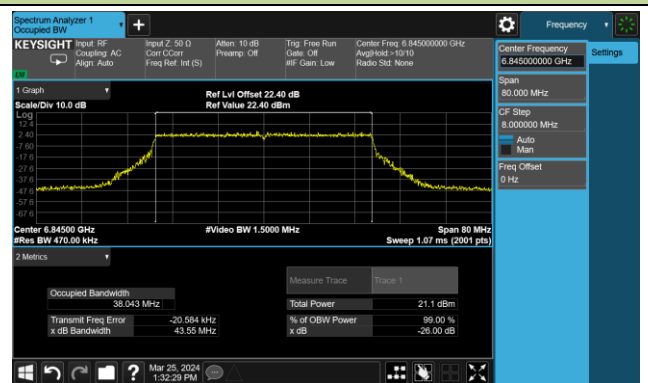 Spectrum Analyzer 1
Occupied BW
Frequency
KEYSIGHT
Input: RF
Coupling: AC
Align: Auto
Input Z: 50 Ω
Corr CCorr
Freq Ref: Int (S)
Atten: 10 dB
Preamp: Off
Trig: Free Run
Gate: Off
#IF Gain: Low
Center Freq: 6.845000000 GHz
Avg|Hold:>10/10
Radio Std: None
1 Graph
Scale/Div 10.0 dB
Ref Lvl Offset 22.40 dB
Ref Value 22.40 dBm
Log
12.4
2.40
-7.60
-17.6
-27.6
-37.6
-47.6
-57.6
-67.6
Center 6.84500 GHz
#Res BW 470.00 kHz
#Video BW 1.5000 MHz
Span 80 MHz
Sweep 1.07 ms (2001 pts)
2 Metrics
Measure Trace
Trace 1
Occupied Bandwidth
38.043 MHz
Total Power
21.1 dBm
Transmit Freq Error
-20.584 kHz
% of OBW Power
99.00 %
x dB Bandwidth
43.55 MHz
x dB
-26.00 dB
Mar 25, 2024
1:32:29 PM
Center Frequency
6.845000000 GHz
Settings
Span
80.000 MHz
CF Step
8.000000 MHz
Auto
Man
Freq Offset
0 Hz